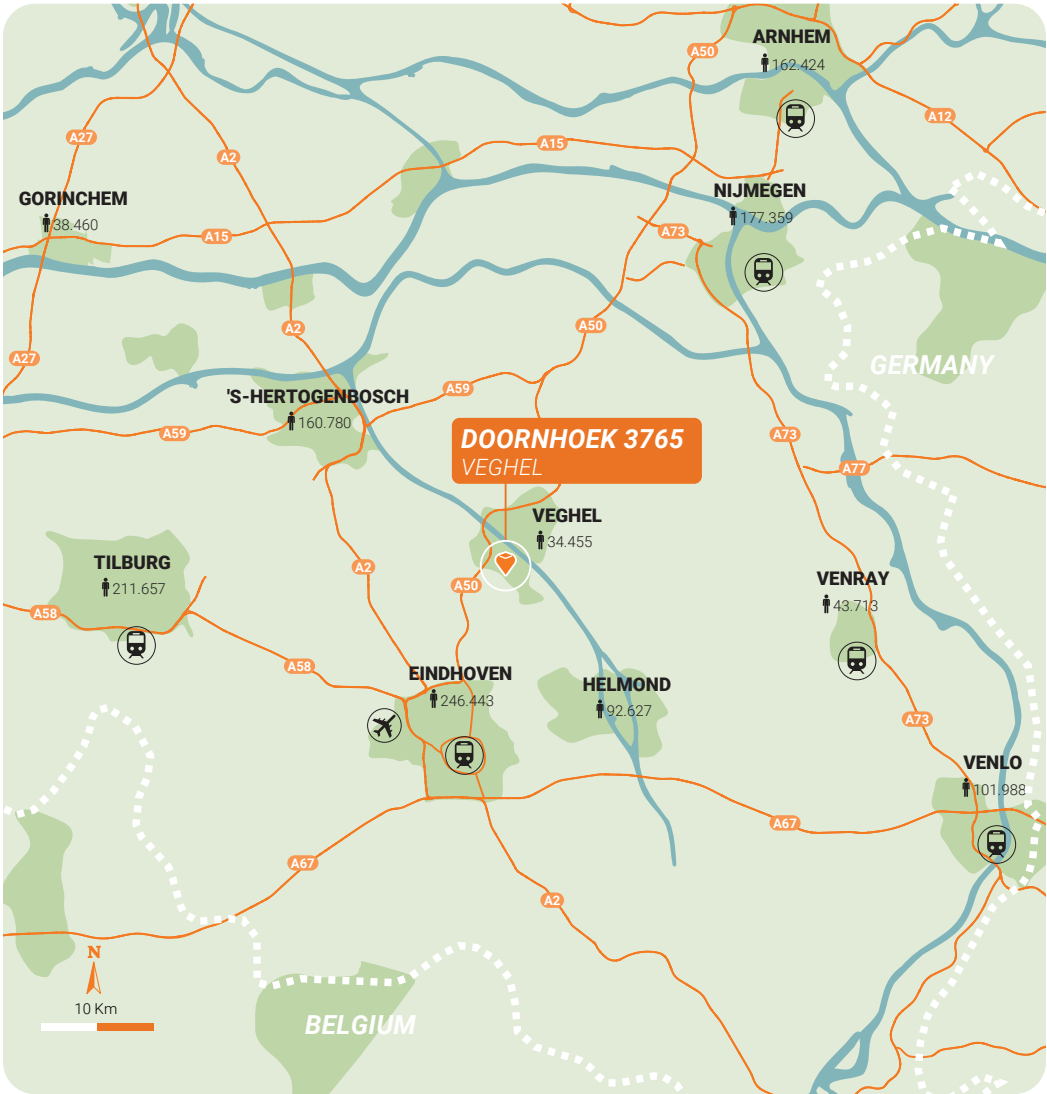 ARNHEM
162.424
A50
A12
A27
A2
A15
GORINCHEM
38.460
A15
NIJMEGEN
177.359
A73
A2
A50
A27
GERMANY
A59
'S-HERTOGENBOSCH
160.780
A59
A73
DOORNHOEK 3765
VEGHEL
A77
VEGHEL
34.455
TILBURG
211.657
A2
A50
VENRAY
43.713
A58
A58
EINDHOVEN
246.443
HELMOND
92.627
A73
VENLO
101.988
A67
A67
A2
N
10 Km
BELGIUM